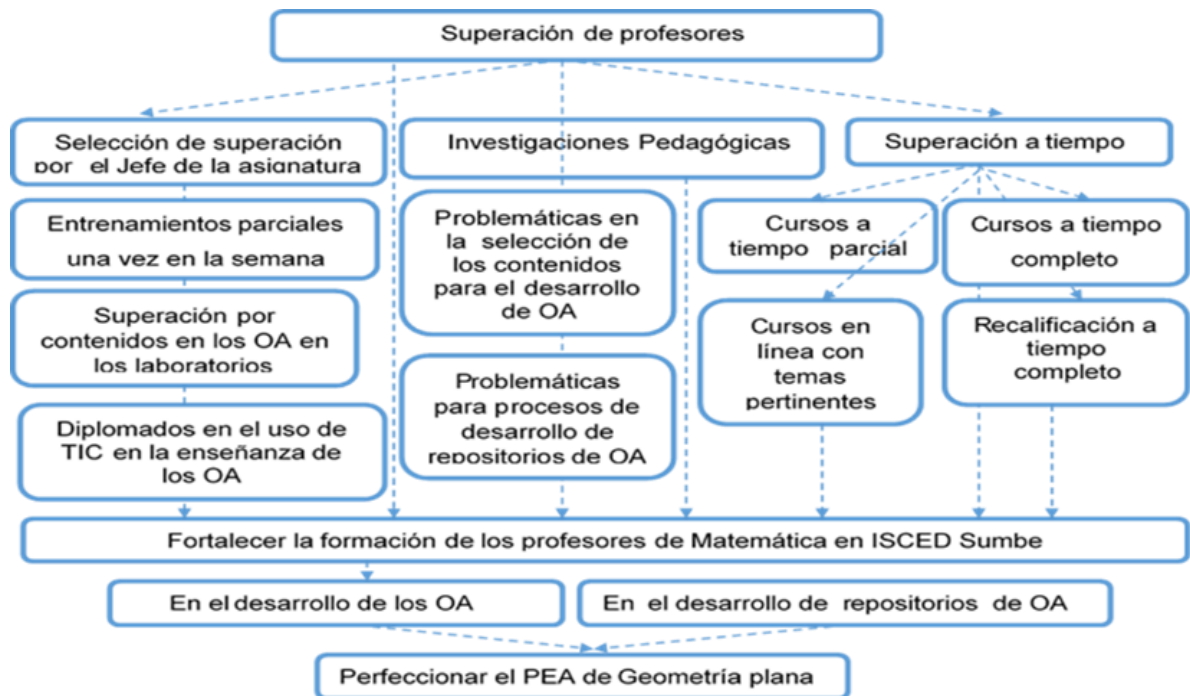 Superación de profesores
Selección de superación
por el Jefe de la asignatura
Investigaciones Pedagógicas
Superación a tiempo
Entrenamientos parciales
una vez en la semana
Problemáticas en
la selección de
los contenidos
para el desarrollo
de OA
Cursos a
tiempo parcial
Cursos a tiempo
completo
Superación por
contenidos en los OA en
los laboratorios
Cursos en
línea con
temas
pertinentes
Recalificación a
tiempo
completo
Problemáticas
para procesos de
desarrollo de
repositorios de OA
Diplomados en el uso de
TIC en la enseñanza de
los OA
Fortalecer la formación de los profesores de Matemática en ISCED Sumbe
En el desarrollo de los OA
En el desarrollo de repositorios de OA
Perfeccionar el PEA de Geometría plana